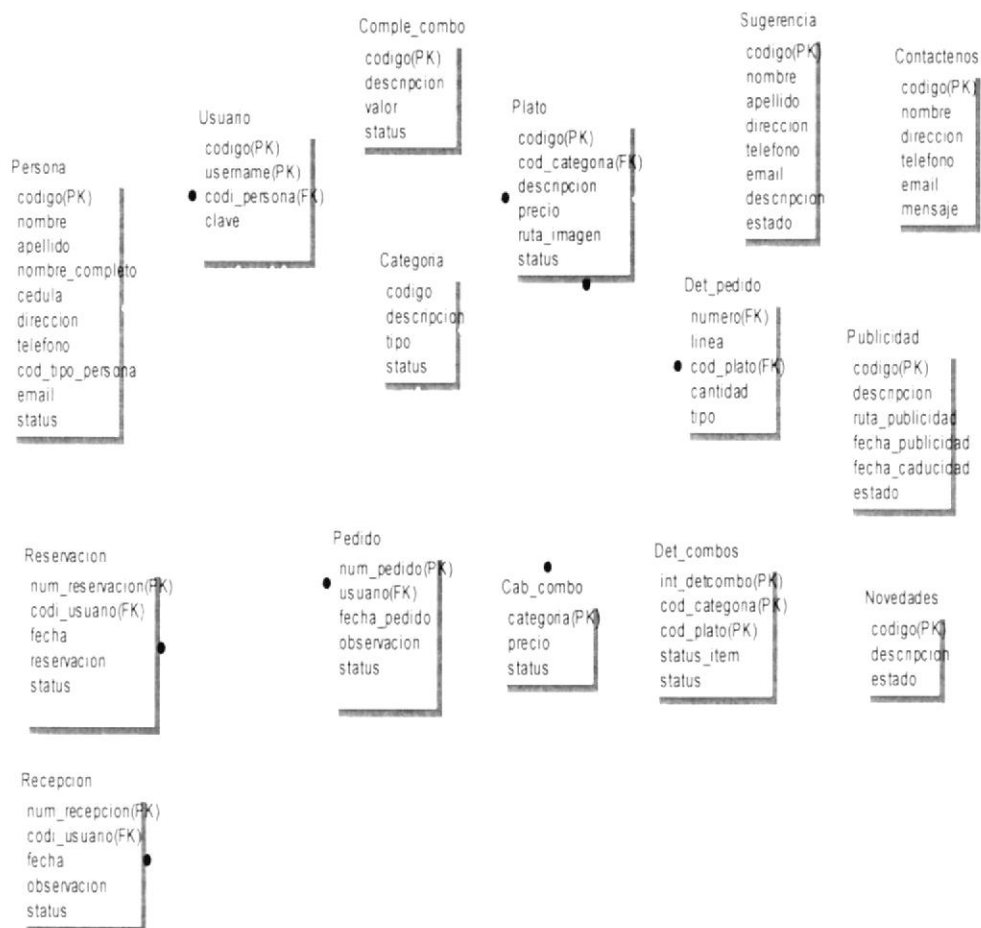 Persona
codigo(PK)
nombre
apellido
nombre_completo
cedula
direccion
telefono
cod_tipo_persona
email
status
Usuario
codigo(PK)
username(PK)
codi_persona(FK)
clave
Comple_combo
codigo(PK)
descripcion
valor
status
Categoria
codigo
descripcion
tipo
status
Plato
codigo(PK)
cod_categoria(FK)
descripcion
precio
ruta_imagen
status
Sugerencia
codigo(PK)
nombre
apellido
direccion
telefono
email
descripcion
estado
Contactenos
codigo(PK)
nombre
direccion
telefono
email
mensaje
Det_pedido
numero(FK)
linea
cod_plato(FK)
cantidad
tipo
Publicidad
codigo(PK)
descripcion
ruta_publicidad
fecha_publicidad
fecha_caducidad
estado
Reservacion
num_reservacion(PK)
codi_usuario(FK)
fecha
reservacion
status
Pedido
num_pedido(PK)
usuario(FK)
fecha_pedido
observacion
status
Cab_combo
categoria(PK)
precio
status
Det_combos
int_detcombo(PK)
cod_categoria(PK)
cod_plato(PK)
status_item
status
Novedades
codigo(PK)
descripcion
estado
Recepcion
num_recepcion(PK)
codi_usuario(FK)
fecha
observacion
status